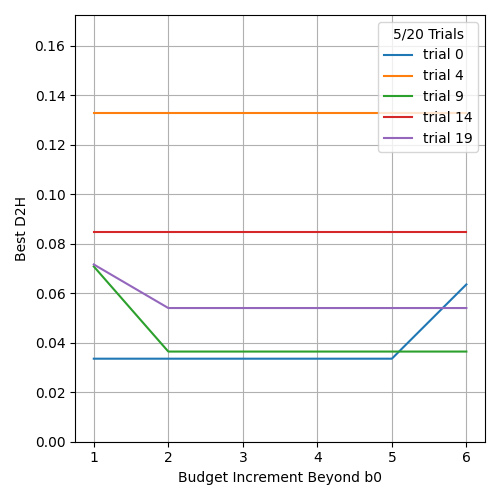 5/20 Trials
trial 0
trial 4
trial 9
trial 14
trial 19
Best D2H
0.16
0.14
0.12
0.10
0.08
0.06
0.04
0.02
0.00
1 2 3 4 5 6
Budget Increment Beyond b0